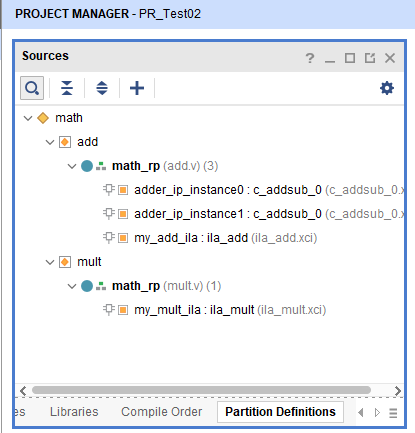 PROJECT MANAGER - PR_Test02
Sources
math
add
math_rp (add.v) (3)
adder_ip_instance0 : c_addsub_0 (c_addsub_0.x
adder_ip_instance1 : c_addsub_0 (c_addsub_0.x
my_add_ila : ila_add (ila_add.xci)
mult
math_rp (mult.v) (1)
my_mult_ila : ila_mult (ila_mult.xci)
es Libraries Compile Order Partition Definitions